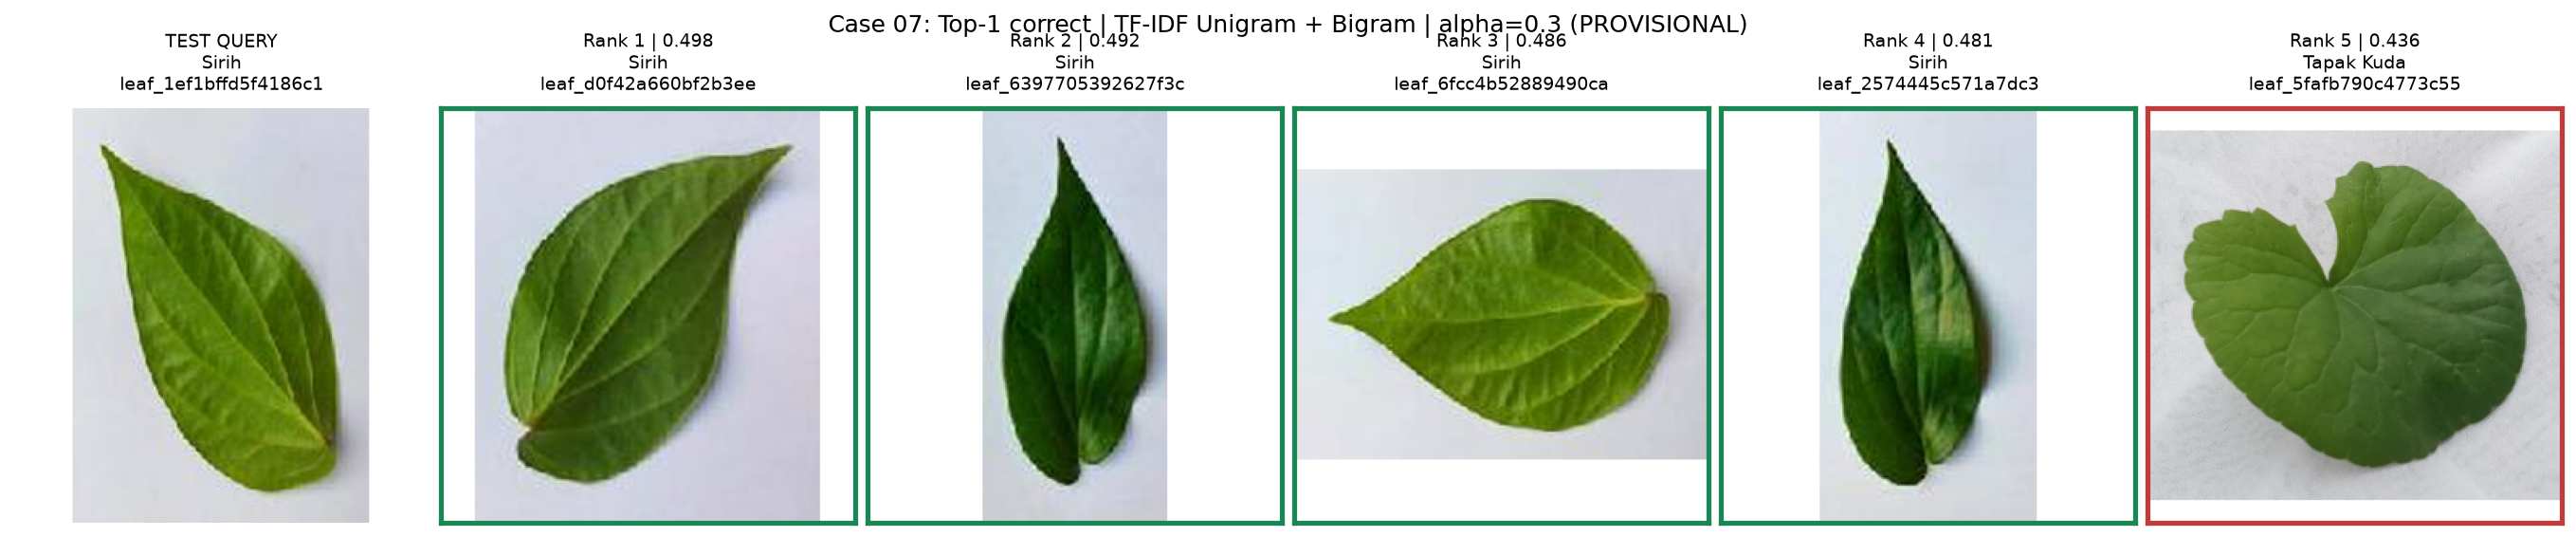 Case 07: Top-1 correct | TF-IDF Unigram + Bigram | alpha=0.3 (PROVISIONAL)
TEST QUERY
Sirih
leaf_1ef1bffd5f4186c1
Rank 1 | 0.498
Sirih
leaf_d0f42a660bf2b3ee
Rank 2 | 0.492
Sirih
leaf_6397705392627f3c
Rank 3 | 0.486
Sirih
leaf_6fcc4b52889490ca
Rank 4 | 0.481
Sirih
leaf_2574445c571a7dc3
Rank 5 | 0.436
Tapak Kuda
leaf_5fafb790c4773c55